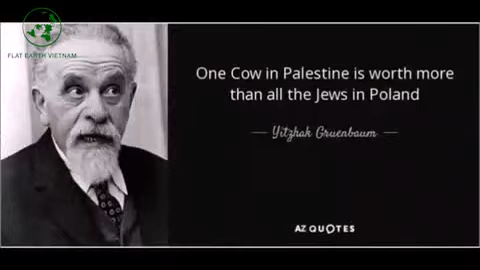 FLAT EARTH VIETNAM
One Cow in Palestine is worth more
than all the Jews in Poland
Yitzhak Gruenbaum
AZ QUOTES